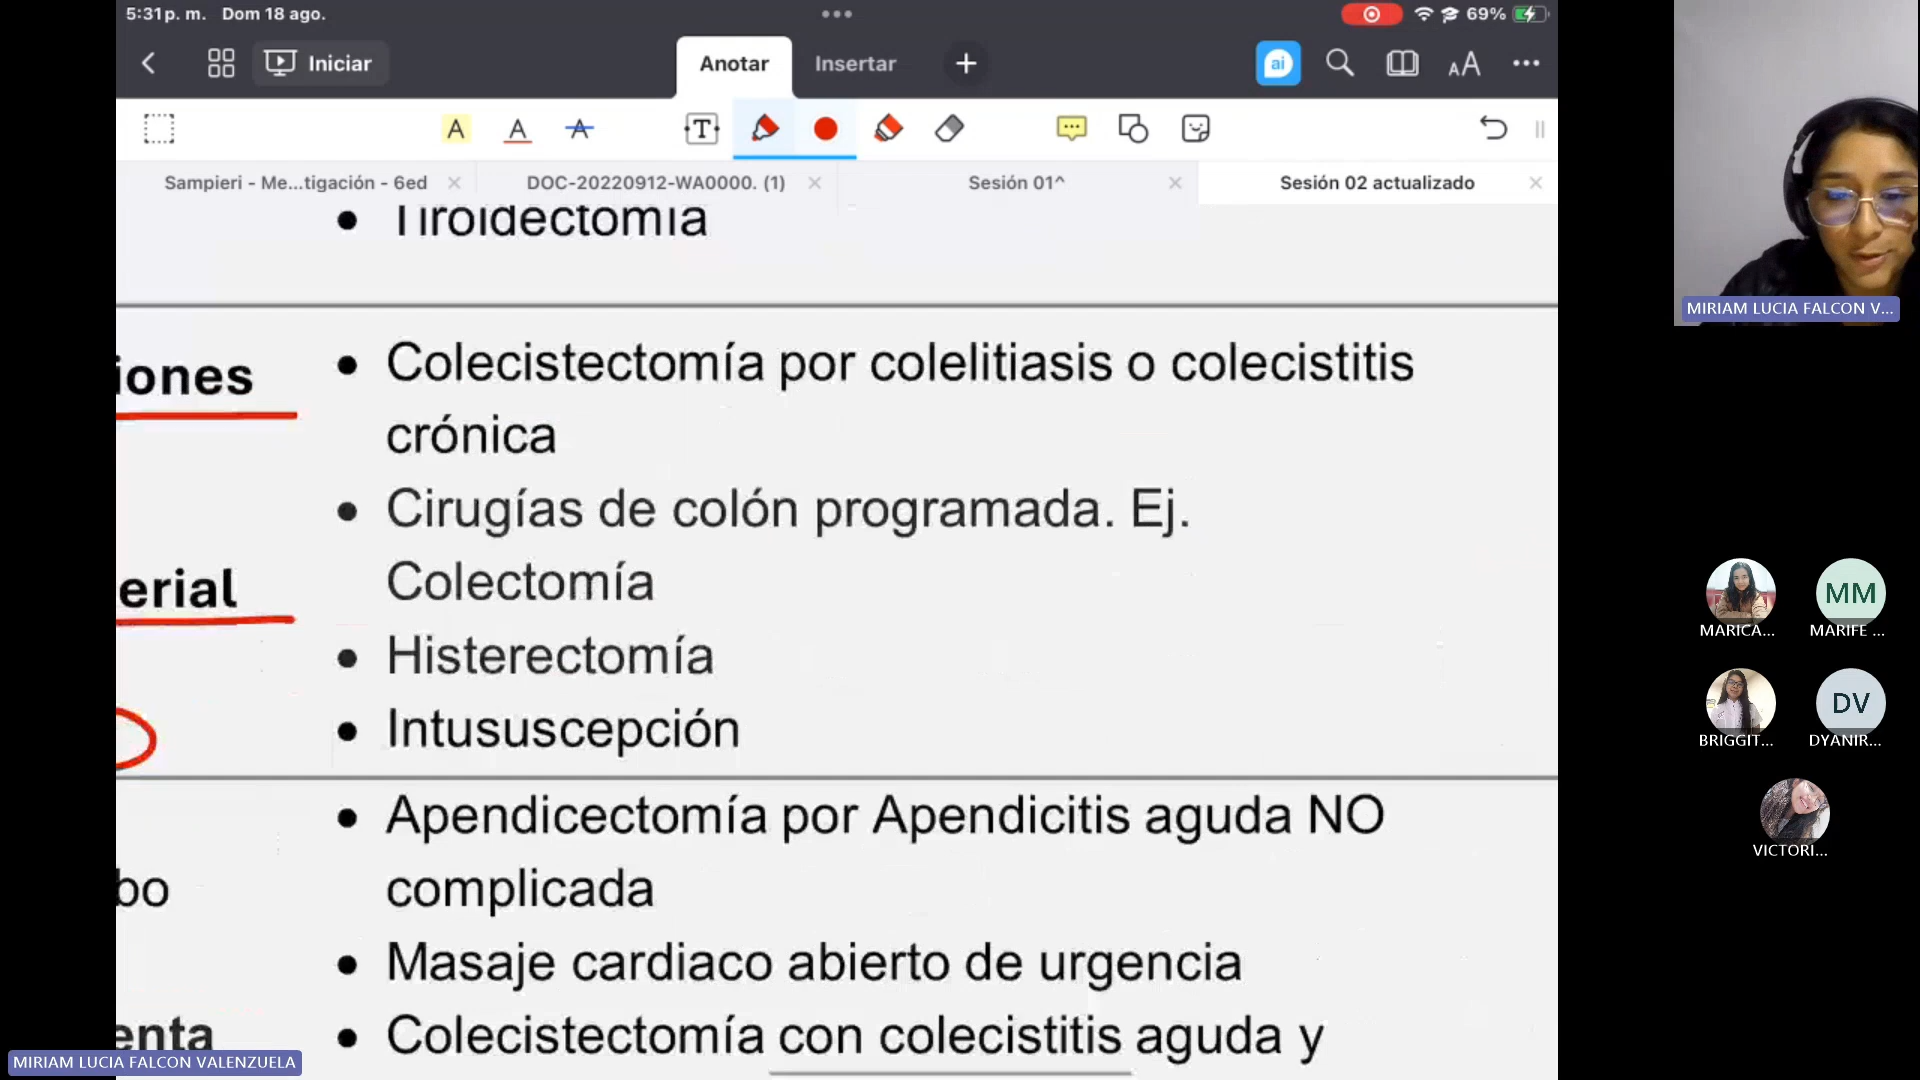 5:31p. m. Dom 18 ago.
69%
Iniciar
Anotar
Insertar
ai
AA
A A A T
Sampieri - Me...tigación - 6ed
DOC-20220912-WA0000. (1)
Sesión 01^
Sesión 02 actualizado
• Tiroidectomía
iones
• Colecistectomía por colelitiasis o colecistitis
crónica
• Cirugías de colón programada. Ej.
Colectomía
erial
• Histerectomía
• Intususcepción
• Apendicectomía por Apendicitis aguda NO
complicada
bo
• Masaje cardiaco abierto de urgencia
enta
• Colecistectomía con colecistitis aguda y
MIRIAM LUCIA FALCON VALENZUELA
MIRIAM LUCIA FALCON V...
MARICA...
MM
MARIFE ...
BRIGGIT...
DV
DYANIR...
VICTORI...